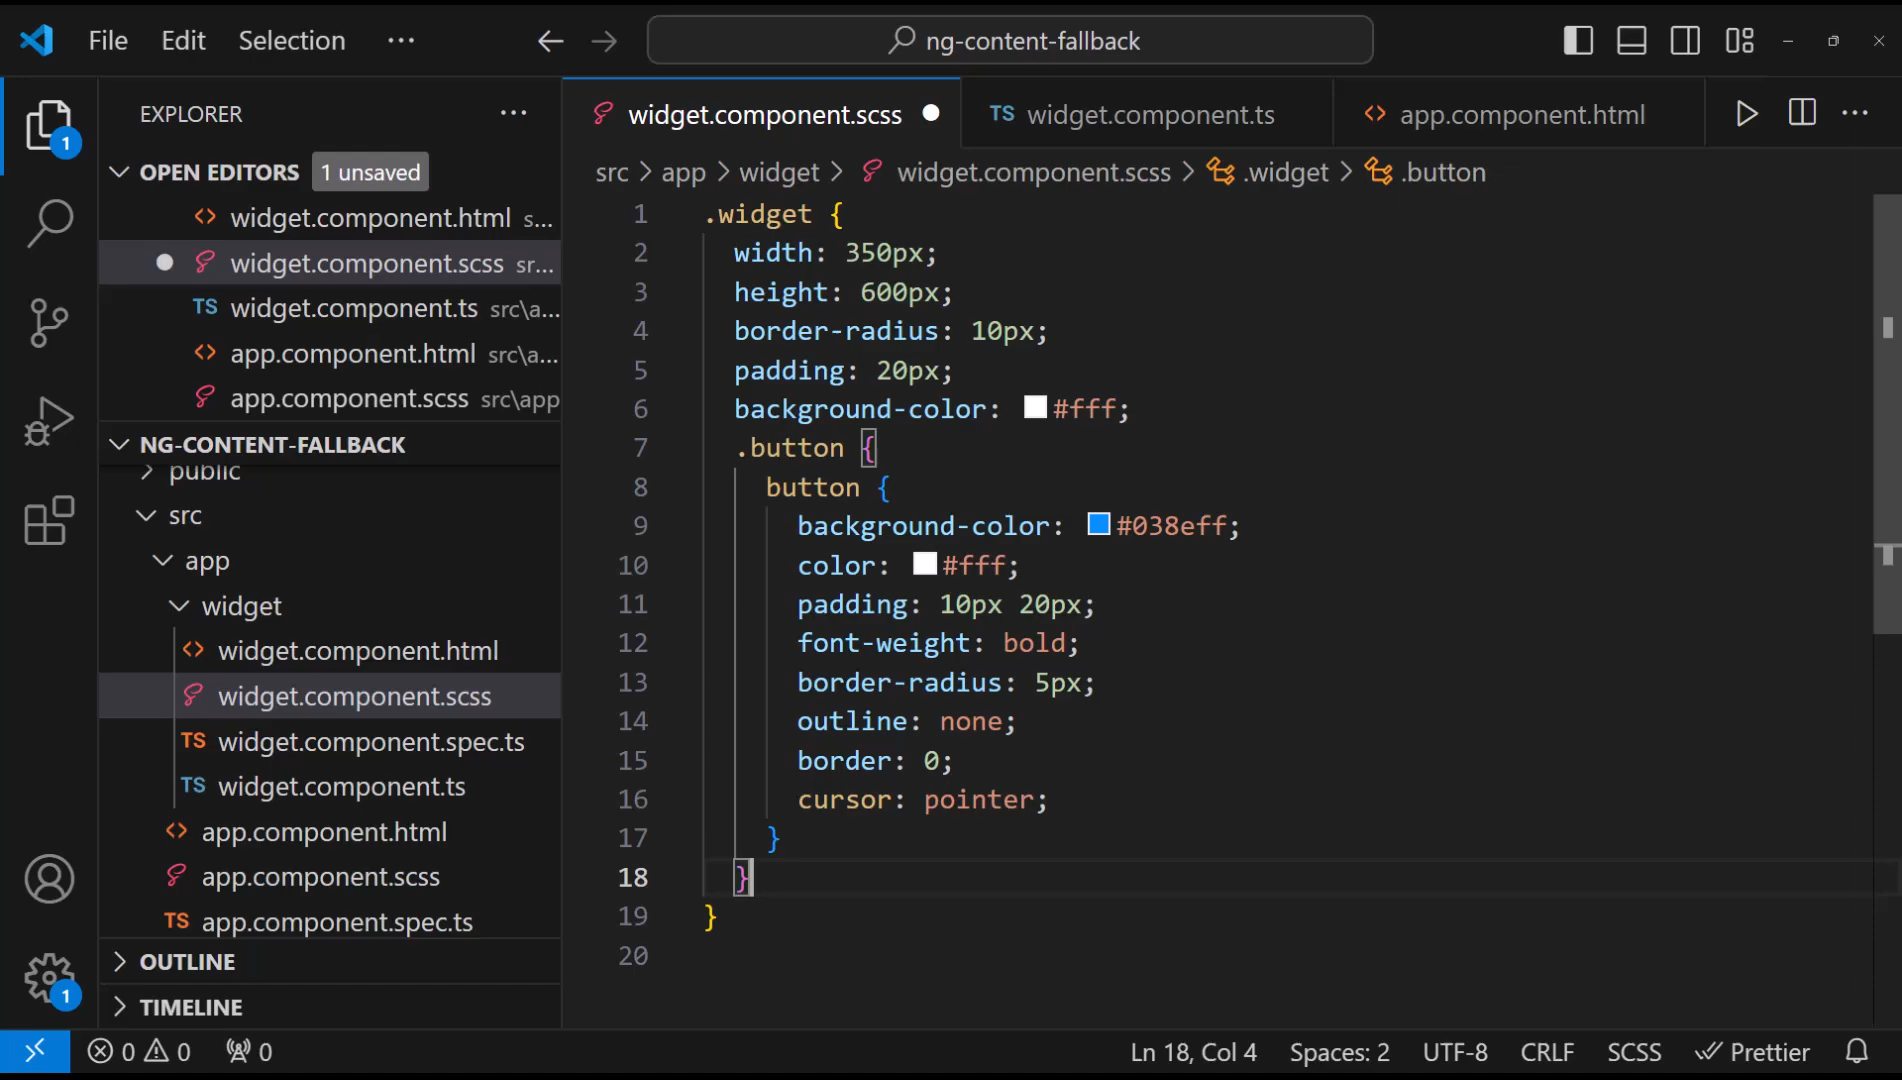 File Edit Selection ···
ng-content-fallback
EXPLORER ···
OPEN EDITORS 1 unsaved
widget.component.html s...
widget.component.scss sr...
widget.component.ts src\a...
app.component.html src\a...
app.component.scss src\app
NG-CONTENT-FALLBACK
public
src
app
widget
widget.component.html
widget.component.scss
TS widget.component.spec.ts
TS widget.component.ts
app.component.html
app.component.scss
TS app.component.spec.ts
OUTLINE
TIMELINE
1
1
widget.component.scss TS widget.component.ts app.component.html ···
src > app > widget > widget.component.scss > .widget > .button
1 .widget {
2 width: 350px;
3 height: 600px;
4 border-radius: 10px;
5 padding: 20px;
6 background-color: #fff;
7 .button {
8 button {
9 background-color: #038eff;
10 color: #fff;
11 padding: 10px 20px;
12 font-weight: bold;
13 border-radius: 5px;
14 outline: none;
15 border: 0;
16 cursor: pointer;
17 }
18 }
19 }
20
0 0 0 Ln 18, Col 4 Spaces: 2 UTF-8 CRLF SCSS Prettier